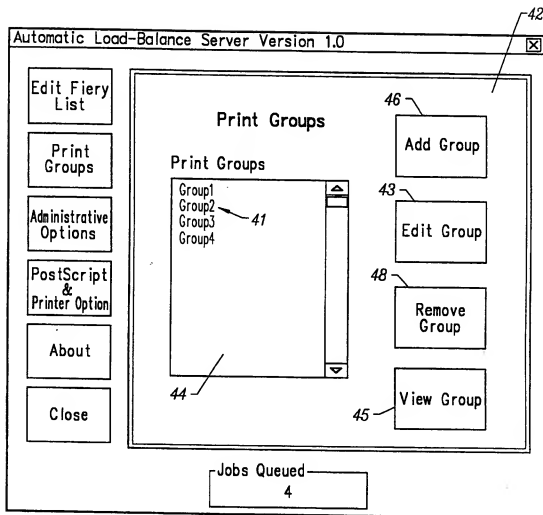 42
Automatic Load-Balance Server Version 1.0
Edit Fiery
List
Print
Groups
Administrative
Options
PostScript
&
Printer Option
About
Close
Print Groups
Print Groups
Group1
Group2
41
Group3
Group4
44
46
Add Group
43
Edit Group
48
Remove
Group
View Group
45
Jobs Queued
4